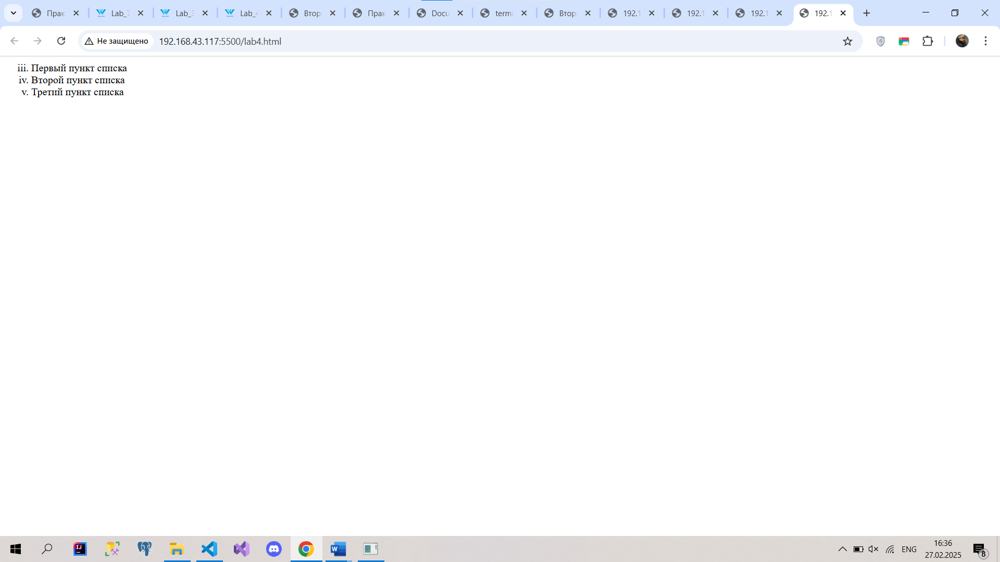 Прак
Lab_7
Lab_3
Lab_4
Втор
Прак
Docu
termi
Втор
192.1
192.1
192.1
192.1
Не защищено
192.168.43.117:5500/lab4.html
iii. Первый пункт списка
iv. Второй пункт списка
v. Третий пункт списка
IJ
W
ENG
16:36
27.02.2025
8